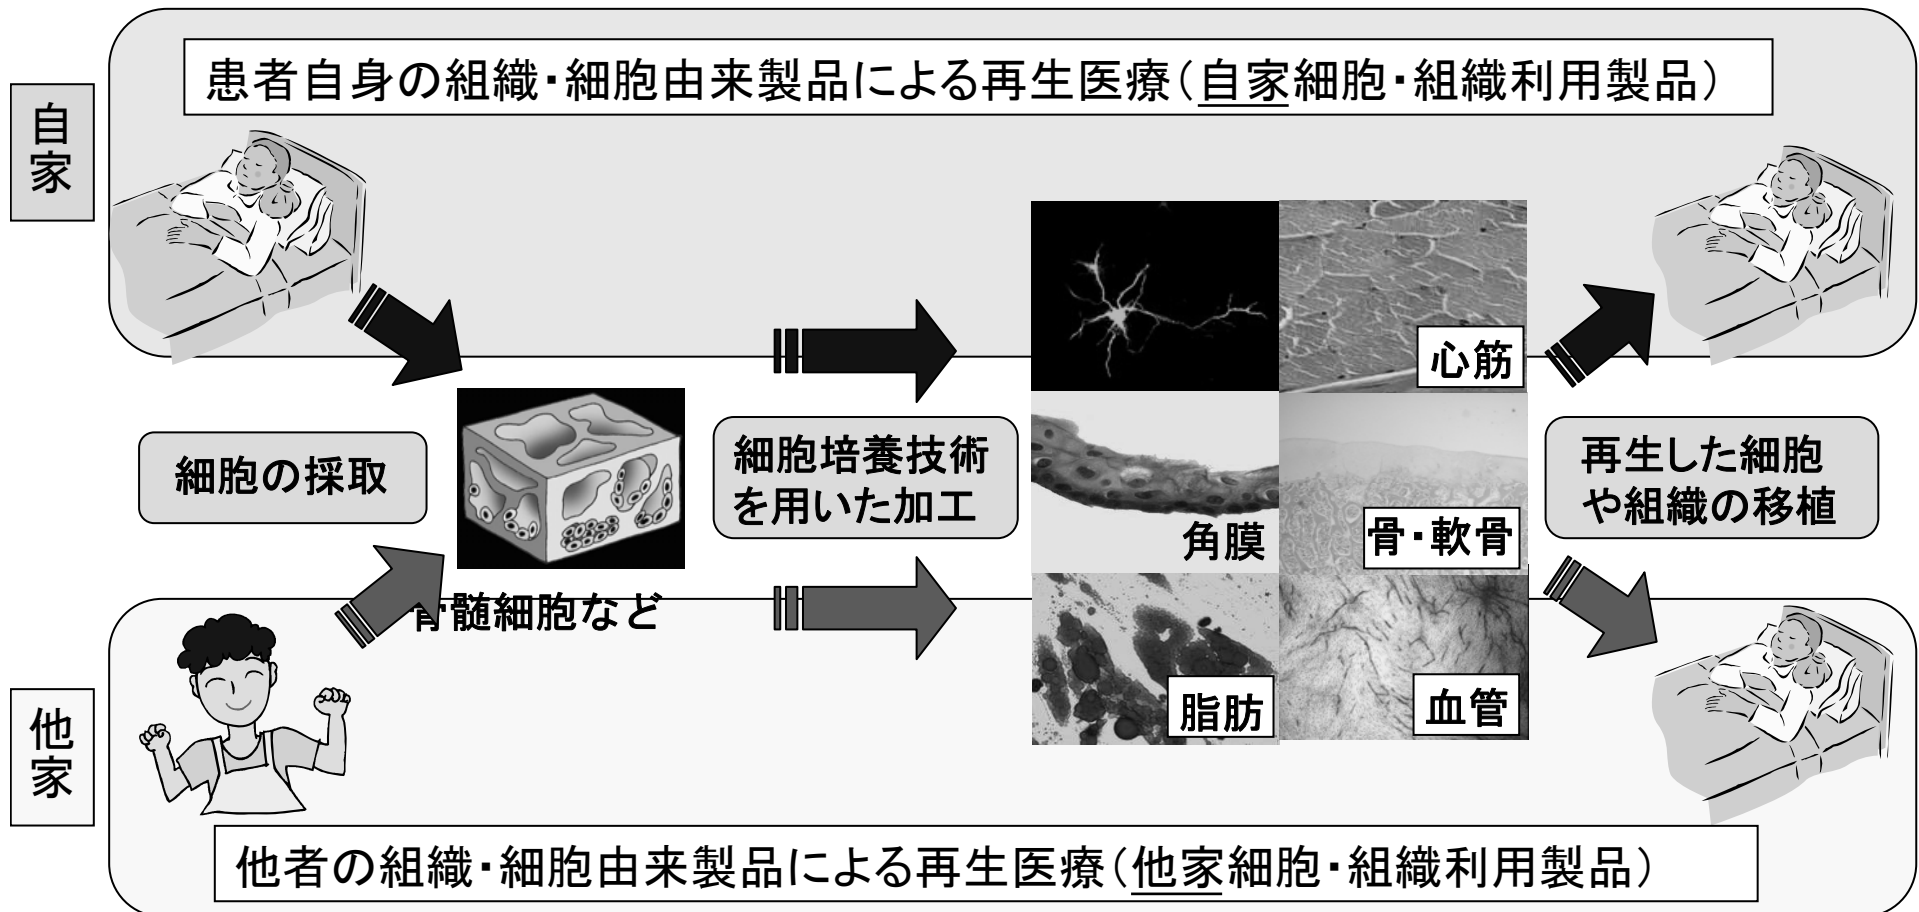 患者自身の組織・細胞由来製品による再生医療（自家細胞・組織利用製品）
自家
細胞の採取
骨髄細胞など
細胞培養技術
を用いた加工
心筋
角膜
骨・軟骨
脂肪
血管
再生した細胞
や組織の移植
他家
他者の組織・細胞由来製品による再生医療（他家細胞・組織利用製品）